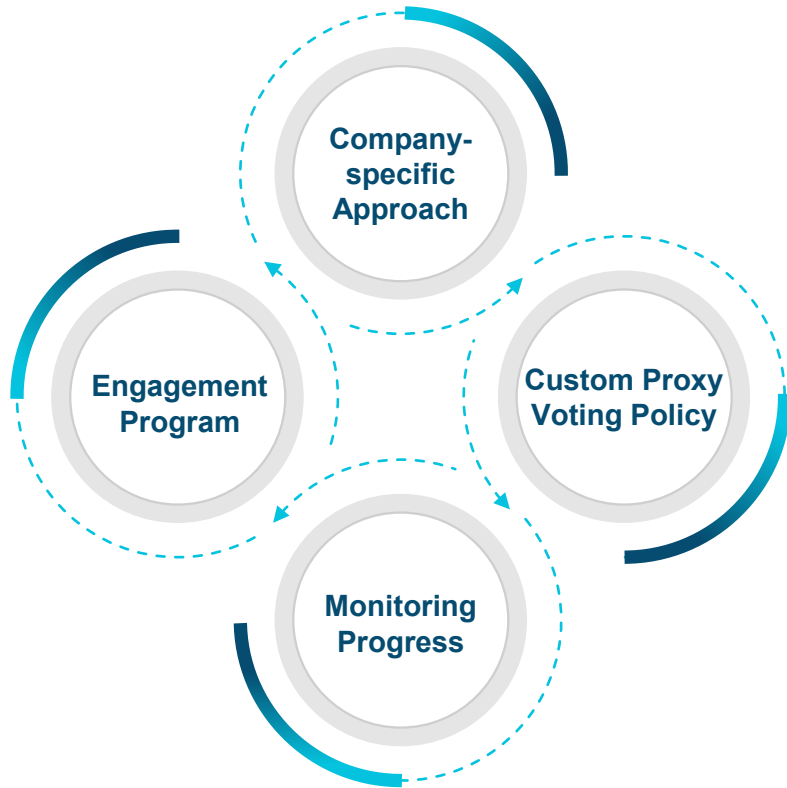 Company-
specific
Approach
Engagement
Program
Custom Proxy
Voting Policy
Monitoring
Progress